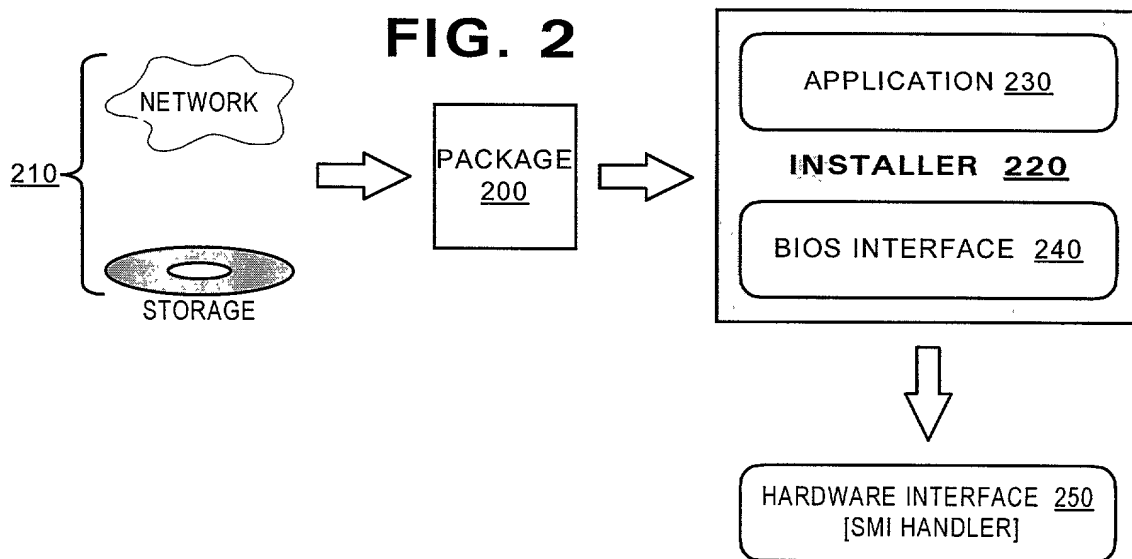 FIG. 2
NETWORK
210
STORAGE
PACKAGE
200
APPLICATION 230
INSTALLER 220
BIOS INTERFACE 240
HARDWARE INTERFACE 250
[SMI HANDLER]